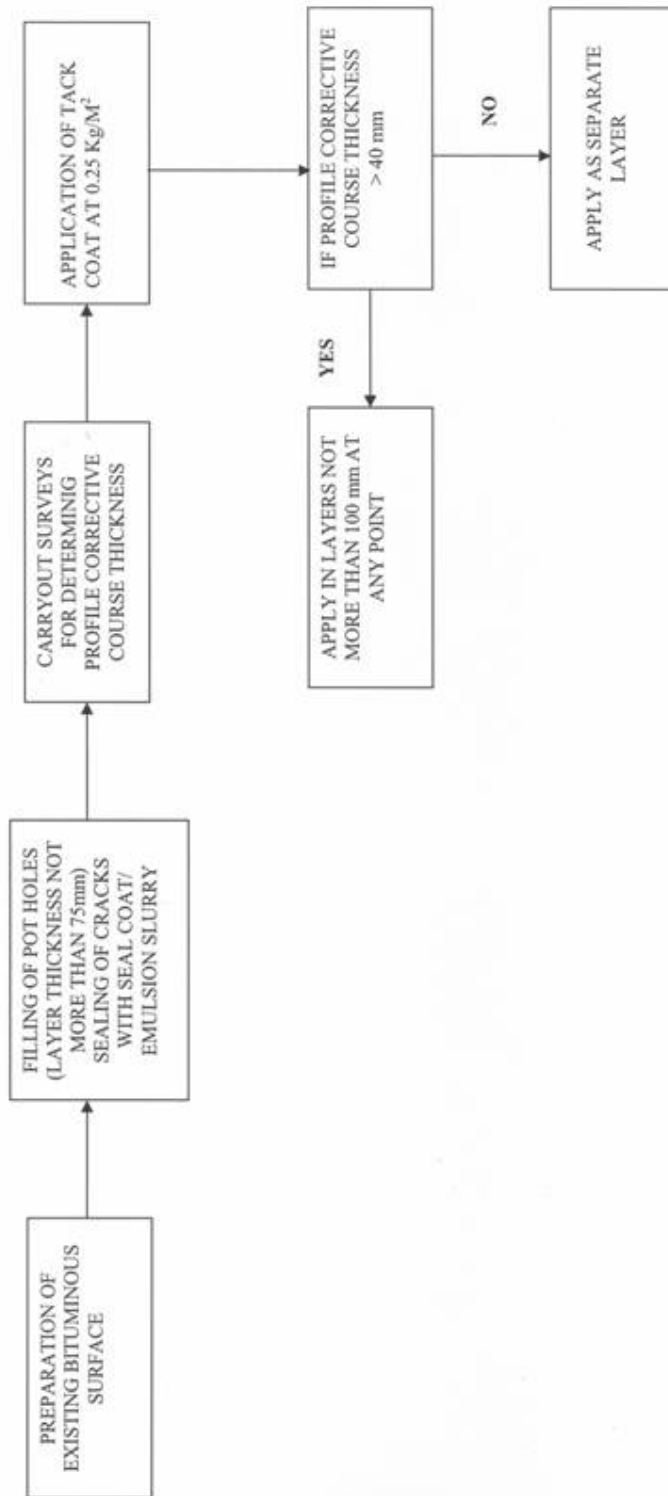 PREPARATION OF
EXISTING BITUMINOUS
SURFACE
FILLING OF POT HOLES
(LAYER THICKNESS NOT
MORE THAN 75mm)
SEALING OF CRACKS
WITH SEAL COAT/
EMULSION SLURRY
CARRYOUT SURVEYS
FOR DETERMINIG
PROFILE CORRECTIVE
COURSE THICKNESS
APPLICATION OF TACK
COAT AT 0.25 Kg/M²
IF PROFILE CORRECTIVE
COURSE THICKNESS
> 40 mm
YES
APPLY IN LAYERS NOT
MORE THAN 100 mm AT
ANY POINT
NO
APPLY AS SEPARATE
LAYER